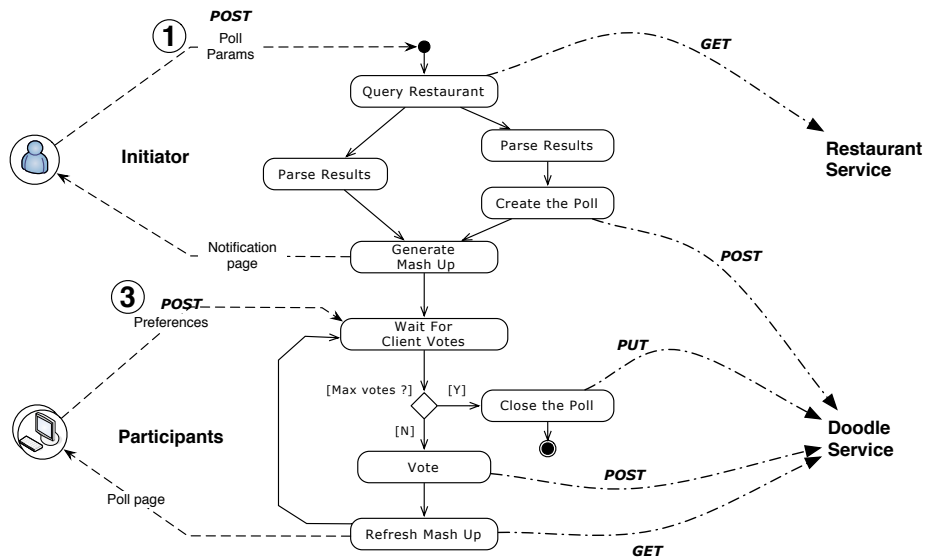 POST
1
Poll
Params
GET
Query Restaurant
Initiator
Parse Results
Parse Results
Restaurant
Service
Create the Poll
Notification
page
Generate
Mash Up
POST
3
POST
Preferences
Wait For
Client Votes
PUT
[Max votes ?]
[Y]
Close the Poll
[N]
Participants
Doodle
Service
Vote
POST
Poll page
Refresh Mash Up
GET